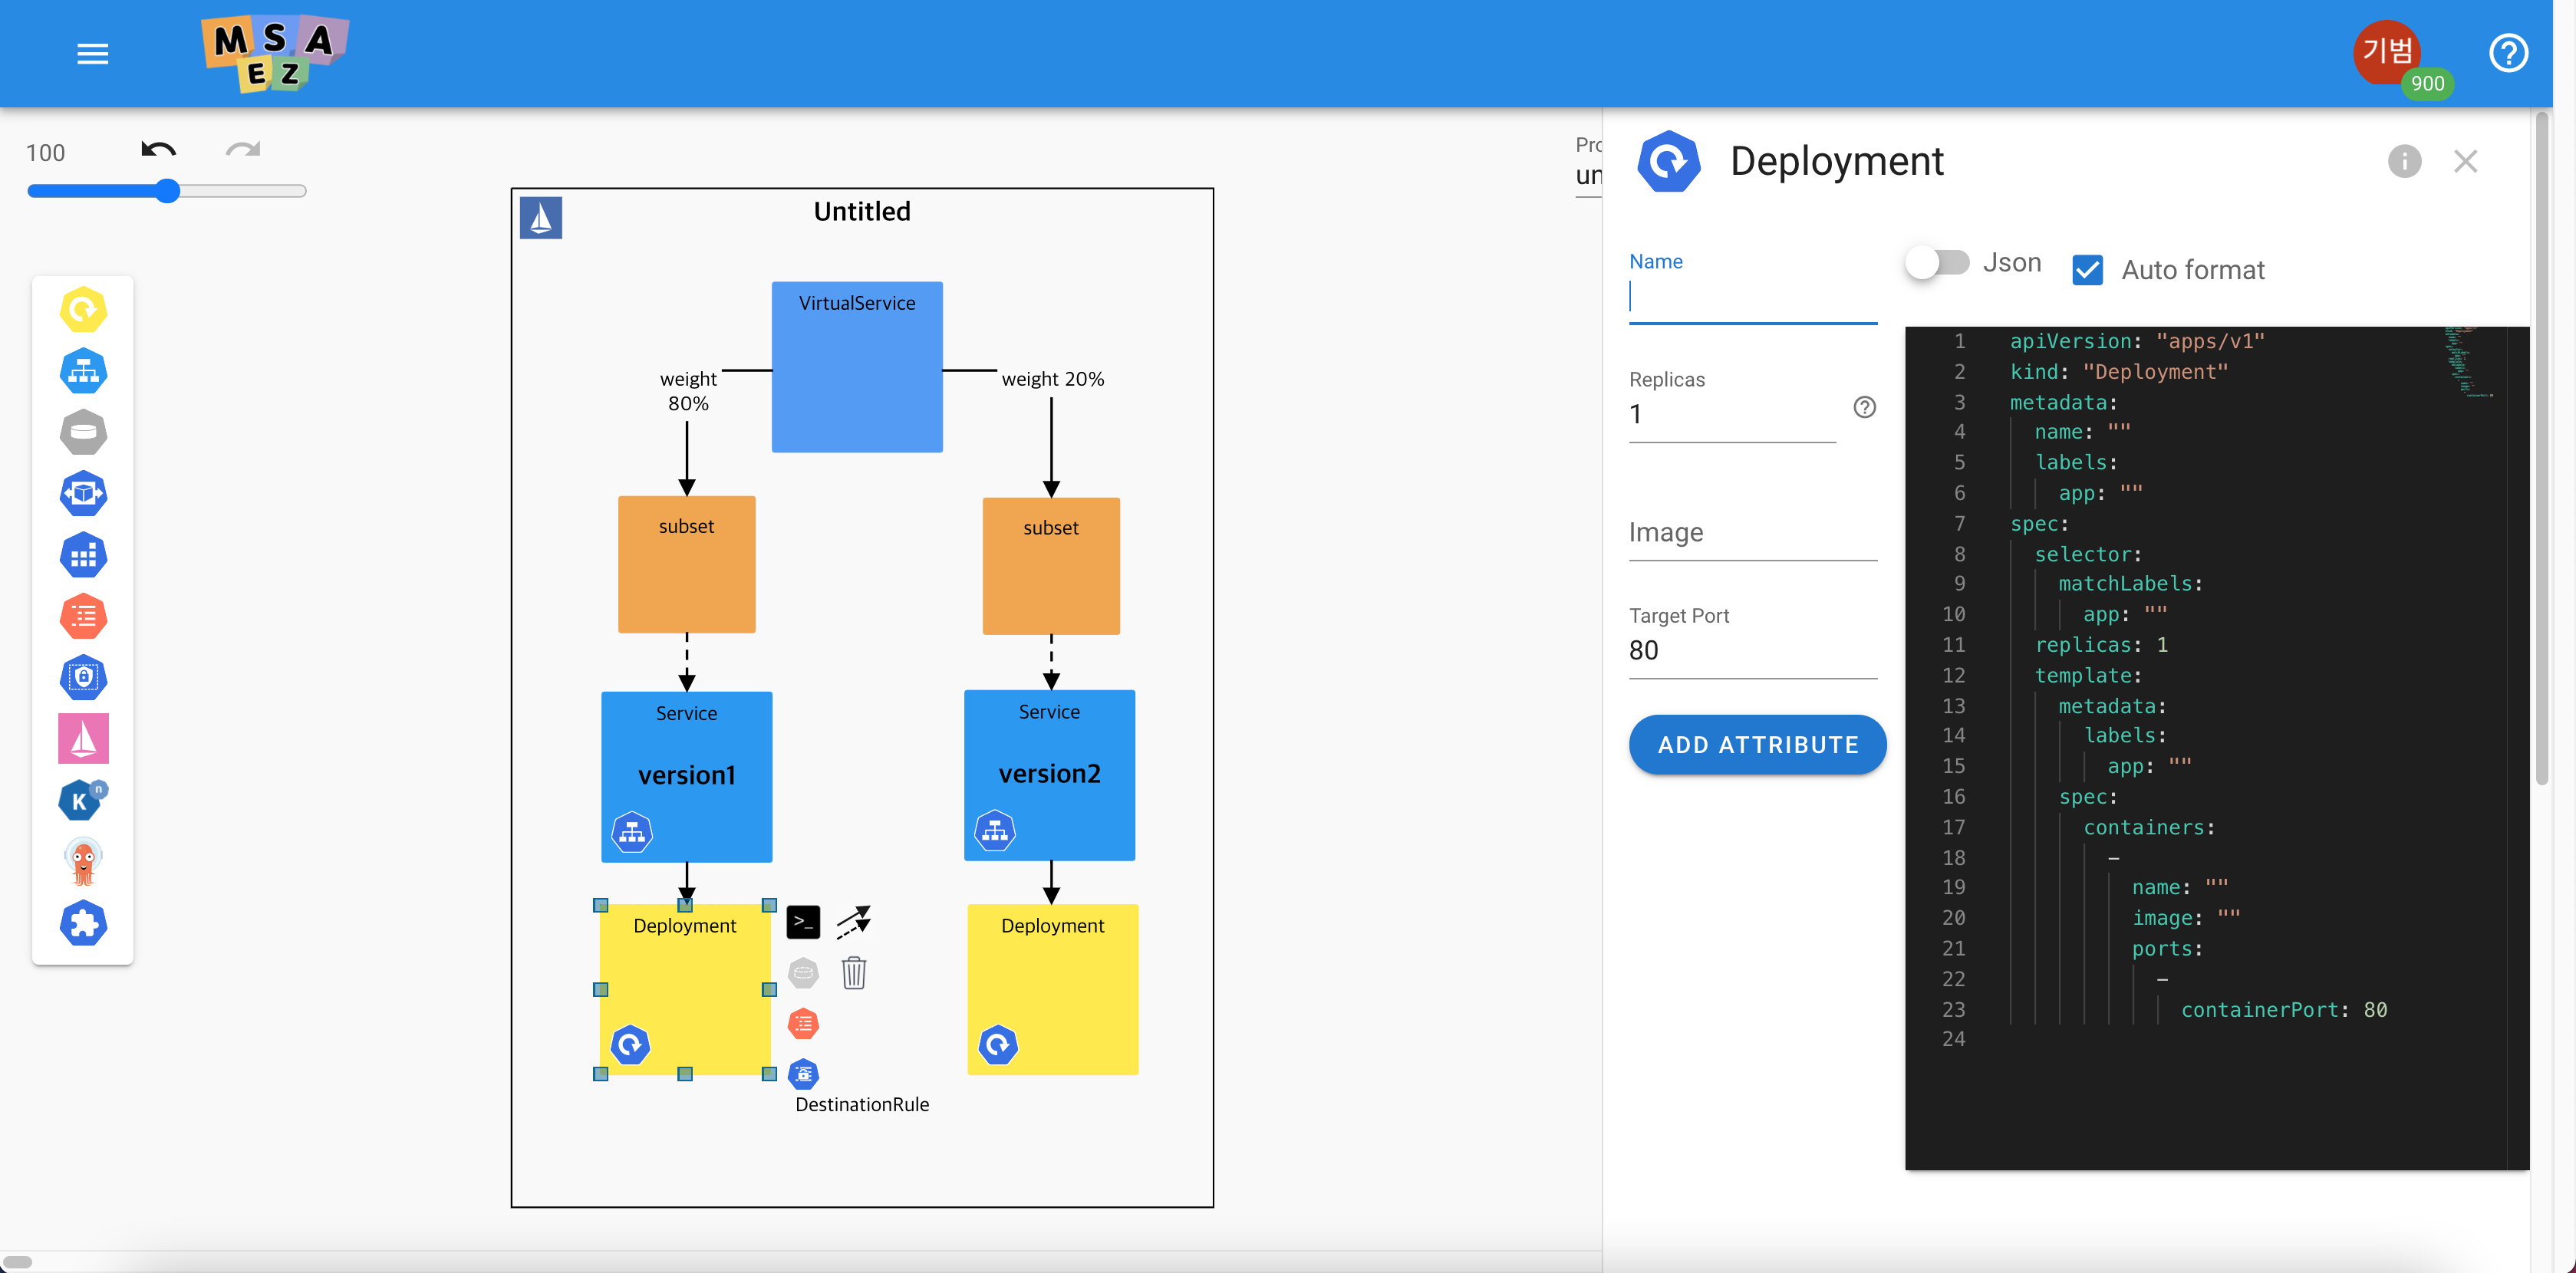 MSA
EZ
기범
900
100
Pro
un
Untitled
VirtualService
weight
80%
weight 20%
subset
subset
Service
version1
Service
version2
Deployment
Deployment
>_
DestinationRule
K
n
Deployment
Name
Replicas
1
Image
Target Port
80
ADD ATTRIBUTE
Json
Auto format
1 apiVersion: "apps/v1"
2 kind: "Deployment"
3 metadata:
4 name: ""
5 labels:
6 app: ""
7 spec:
8 selector:
9 matchLabels:
10 app: ""
11 replicas: 1
12 template:
13 metadata:
14 labels:
15 app: ""
16 spec:
17 containers:
18 -
19 name: ""
20 image: ""
21 ports:
22 -
23 containerPort: 80
24